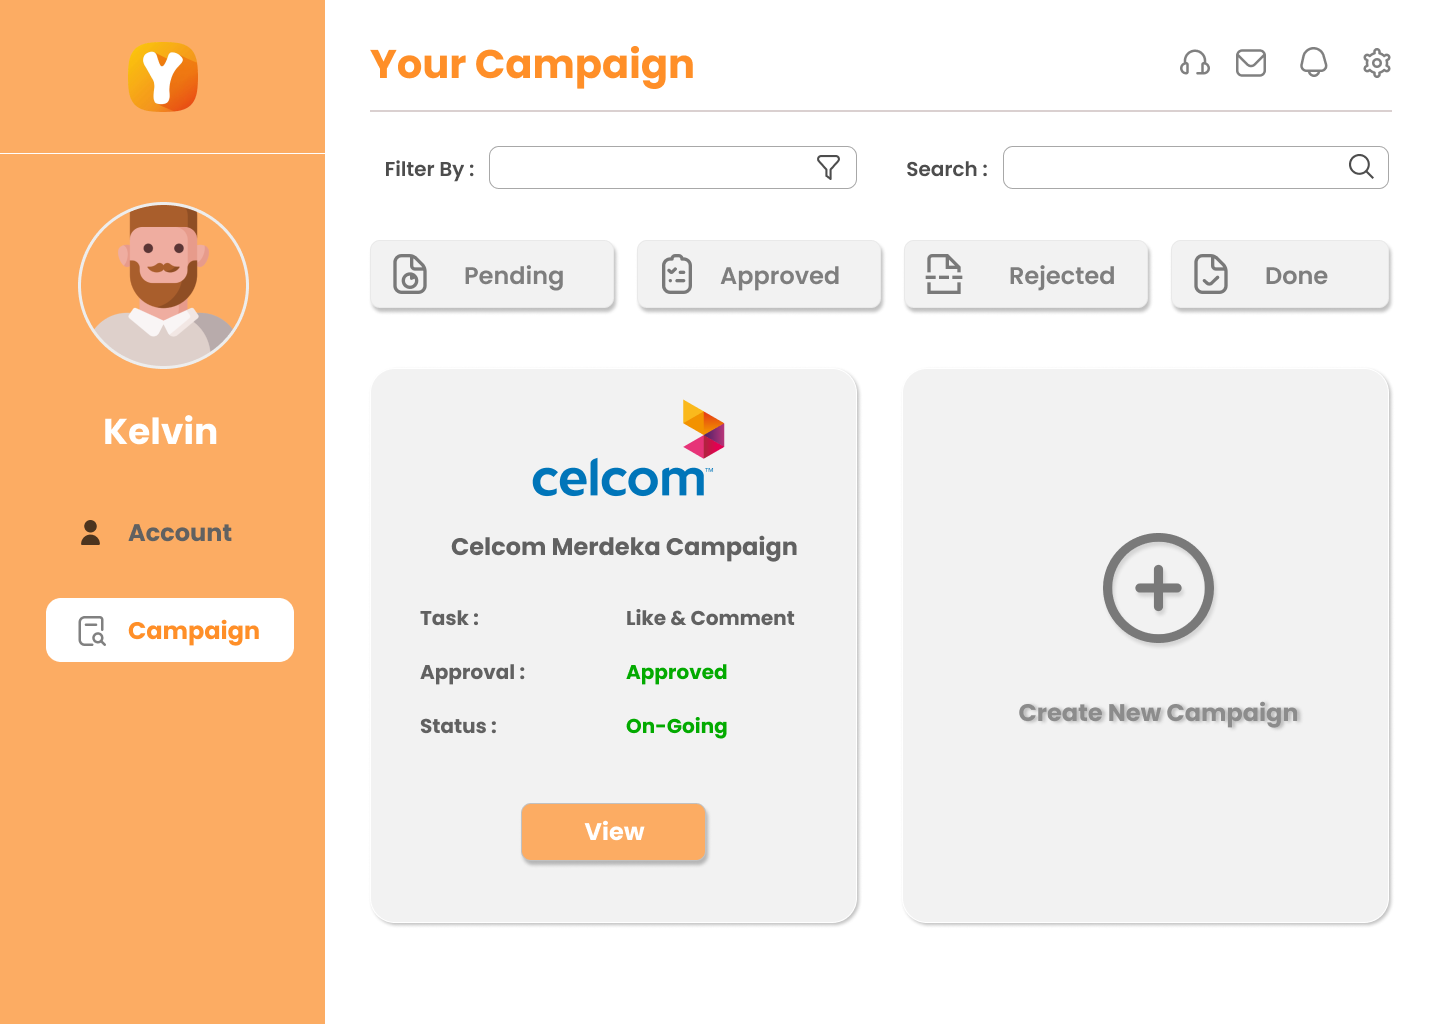 Y
Your Campaign
Filter By :
Search :
Pending
Approved
Rejected
Done
Kelvin
Account
Campaign
celcom™
Celcom Merdeka Campaign
Task : Like & Comment
Approval : Approved
Status : On-Going
View
Create New Campaign